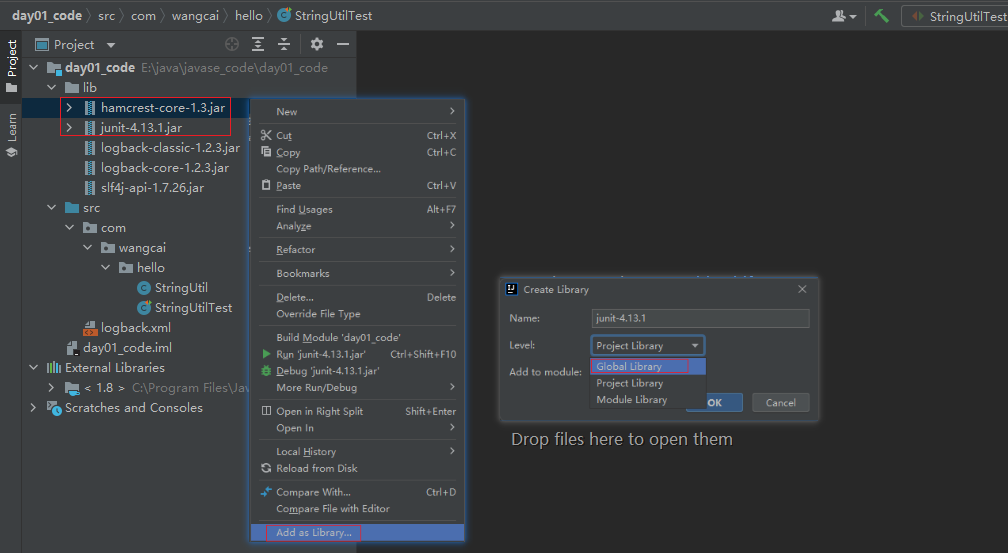 day01_code > src > com > wangcai > hello > StringUtilTest
StringUtilTest
Project
Learn
Project
day01_code E:\java\javase_code\day01_code
lib
hamcrest-core-1.3.jar
junit-4.13.1.jar
logback-classic-1.2.3.jar
logback-core-1.2.3.jar
slf4j-api-1.7.26.jar
src
com
wangcai
hello
StringUtil
StringUtilTest
logback.xml
day01_code.iml
External Libraries
< 1.8 > C:\Program Files\Jav
Scratches and Consoles
New
Cut Ctrl+X
Copy Ctrl+C
Copy Path/Reference...
Paste Ctrl+V
Find Usages Alt+F7
Analyze
Refactor
Bookmarks
Delete... Delete
Override File Type
Build Module 'day01_code'
Run 'junit-4.13.1.jar' Ctrl+Shift+F10
Debug 'junit-4.13.1.jar'
More Run/Debug
Open in Right Split Shift+Enter
Open In
Local History
Reload from Disk
Compare With... Ctrl+D
Compare File with Editor
Add as Library...
Create Library
Name: junit-4.13.1
Level: Project Library
Add to module:
Global Library
Project Library
Module Library
OK Cancel
Drop files here to open them